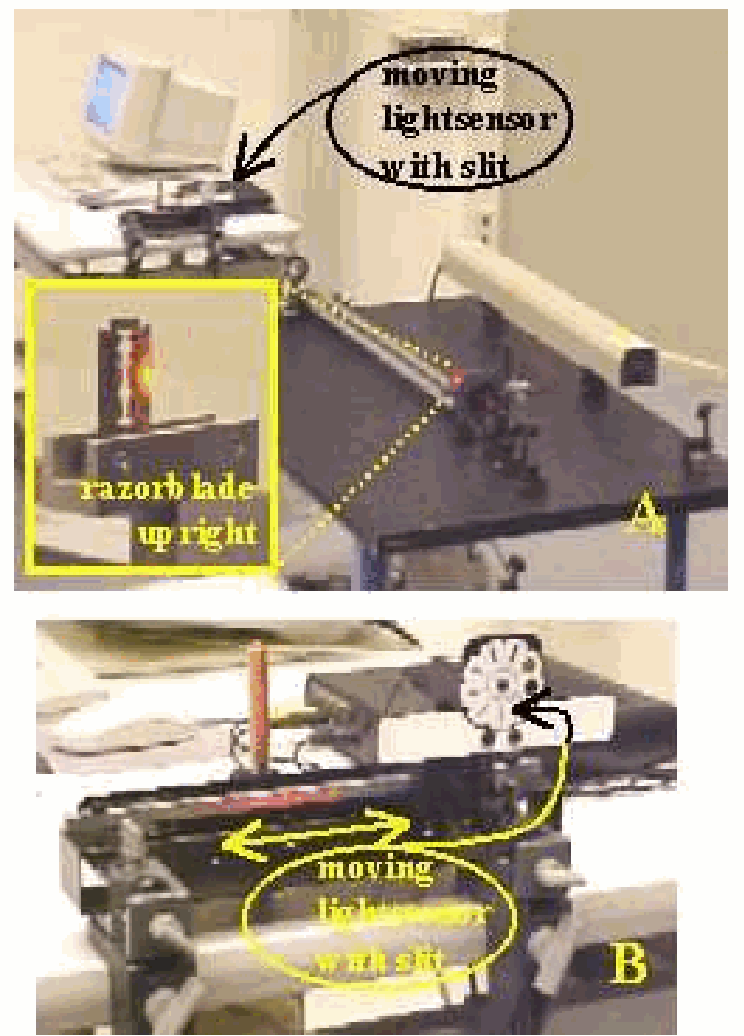 moving
lightsensor
with slit
razorblade
up right
A
moving
lightsensor
with slit
B